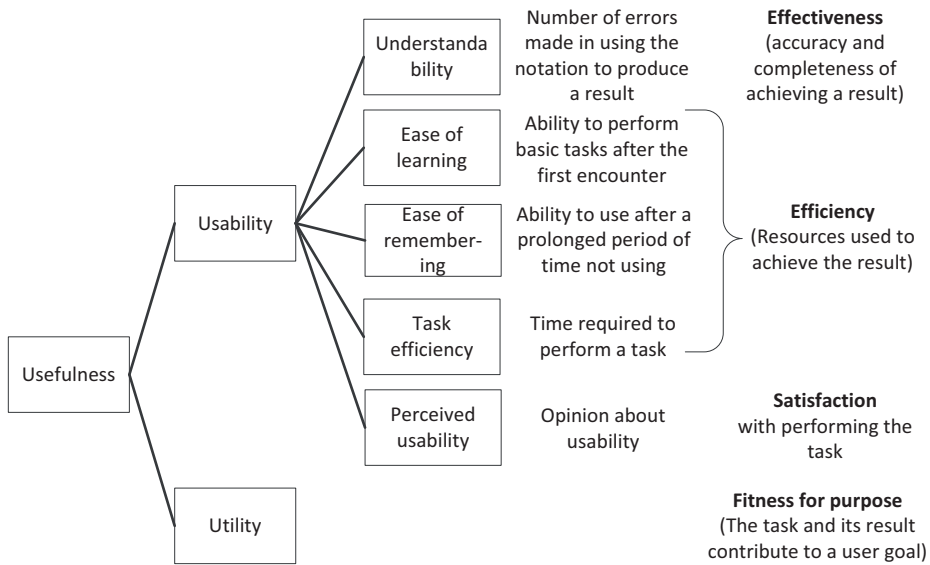 Understanda
bility
Number of errors
made in using the
notation to produce
a result
Effectiveness
(accuracy and
completeness of
achieving a result)
Ease of
learning
Ability to perform
basic tasks after the
first encounter
Usability
Ease of
remember-
ing
Ability to use after a
prolonged period of
time not using
Efficiency
(Resources used to
achieve the result)
Task
efficiency
Time required to
perform a task
Usefulness
Perceived
usability
Opinion about
usability
Satisfaction
with performing the
task
Utility
Fitness for purpose
(The task and its result
contribute to a user goal)